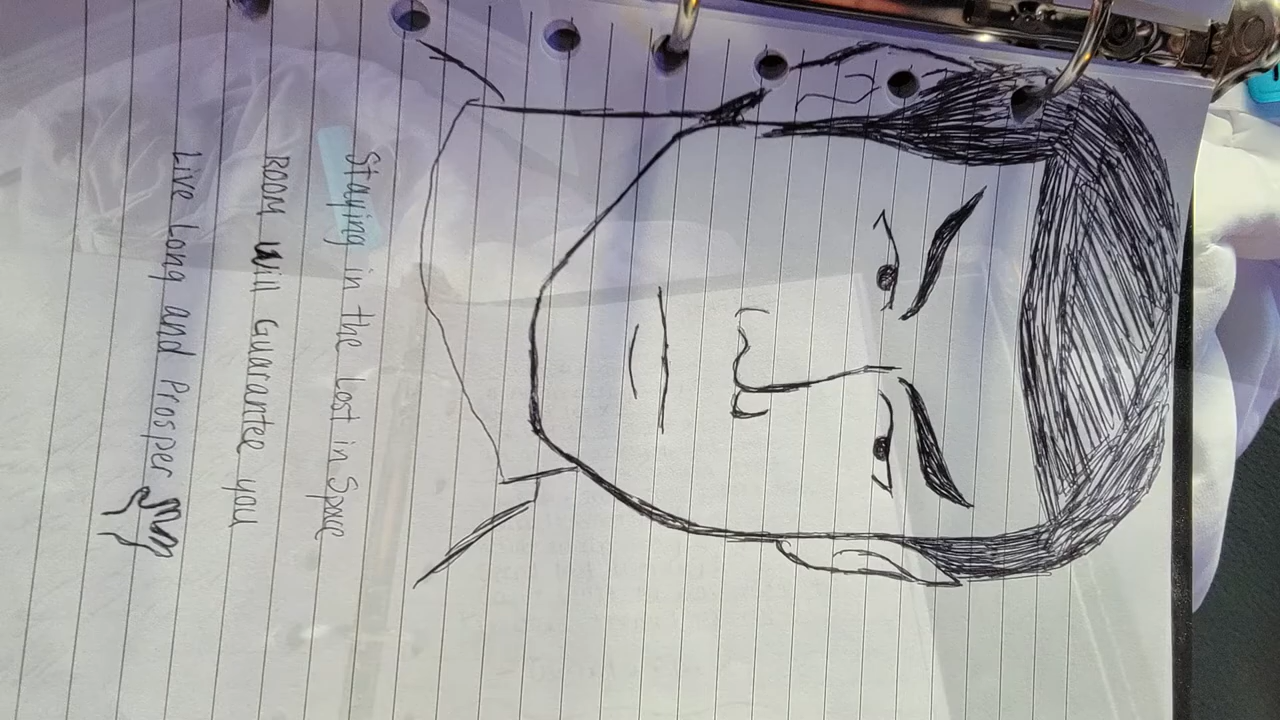 Staying in the Lost in Space
ROOM will Guarantee you
Live Long and Prosper